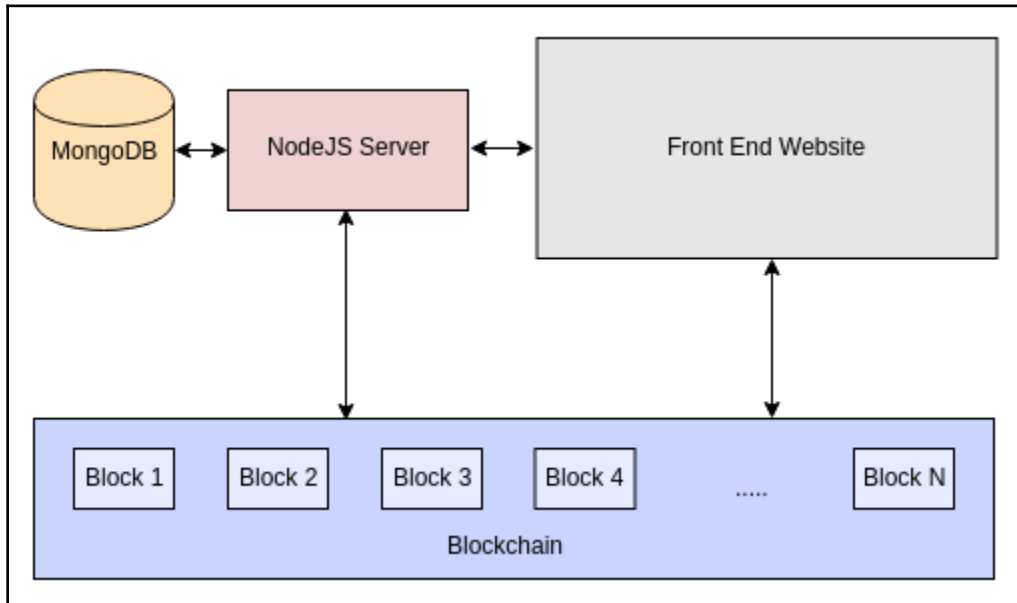 MongoDB
NodeJS Server
Front End Website
Block 1
Block 2
Block 3
Block 4
.....
Block N
Blockchain